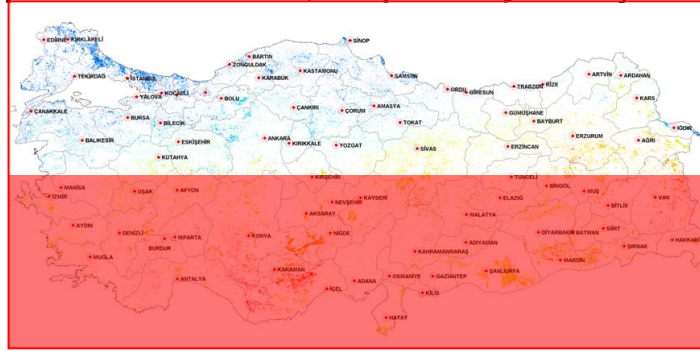 SİNOP
EDİRNE KIRKLARELİ
BARTIN
ZONGULDAK
KASTAMONU
TEKİRDAĞ
İSTANBUL
KARABÜK
SAMSUN
ARTVİN
ARDAHAN
KOCAELİ
YALOVA
BOLU
ORDU
GİRESUN
TRABZON
RİZE
KARS
ÇANAKKALE
BURSA
BİLECİK
ÇANKIRI
ÇORUM
AMASYA
TOKAT
GÜMÜŞHANE
BAYBURT
IĞDIR
BALIKESİR
ESKİŞEHİR
ANKARA
KIRIKKALE
YOZGAT
SİVAS
ERZİNCAN
ERZURUM
AĞRI
KÜTAHYA
KIRŞEHİR
TUNCELİ
BİNGÖL
MUŞ
MANİSA
İZMİR
UŞAK
AFYON
NEVŞEHİR
KAYSERİ
ELAZIĞ
BİTLİS
VAN
AKSARAY
MALATYA
AYDIN
DENİZLİ
ISPARTA
BURDUR
KONYA
NİĞDE
ADIYAMAN
DİYARBAKIR
BATMAN
SİİRT
ŞIRNAK
HAKKARİ
MUĞLA
KAHRAMANMARAŞ
MARDİN
ANTALYA
KARAMAN
İÇEL
ADANA
OSMANİYE
GAZİANTEP
ŞANLIURFA
KİLİS
HATAY